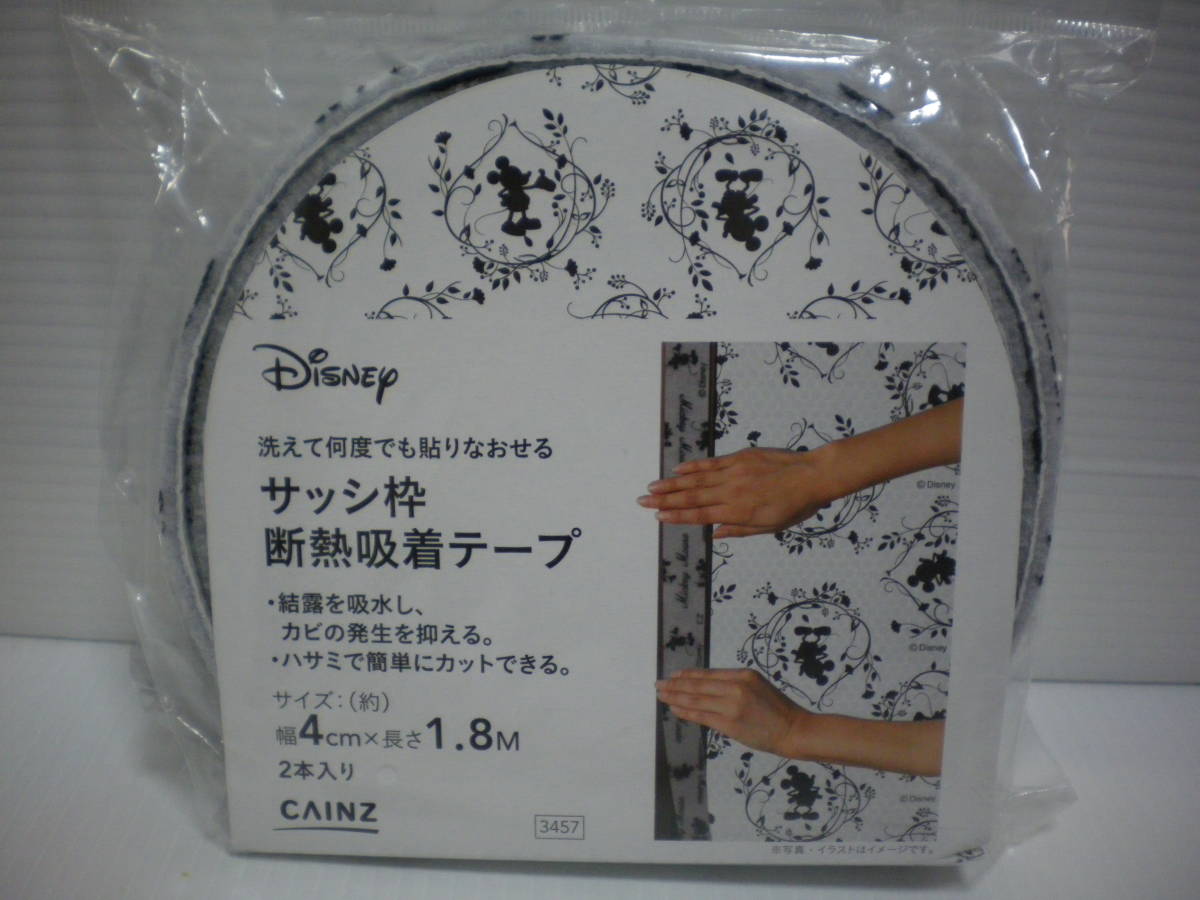 Disney
洗えて何度でも貼りなおせる
サッシ枠
断熱吸着テープ
・結露を吸水し、
カビの発生を抑える。
・ハサミで簡単にカットできる。
サイズ：（約）
幅4cm×長さ1.8M
2本入り
CAINZ
3457
Mickey Mouse
© Disney
© Disney
© Disney
※写真・イラストはイメージです。